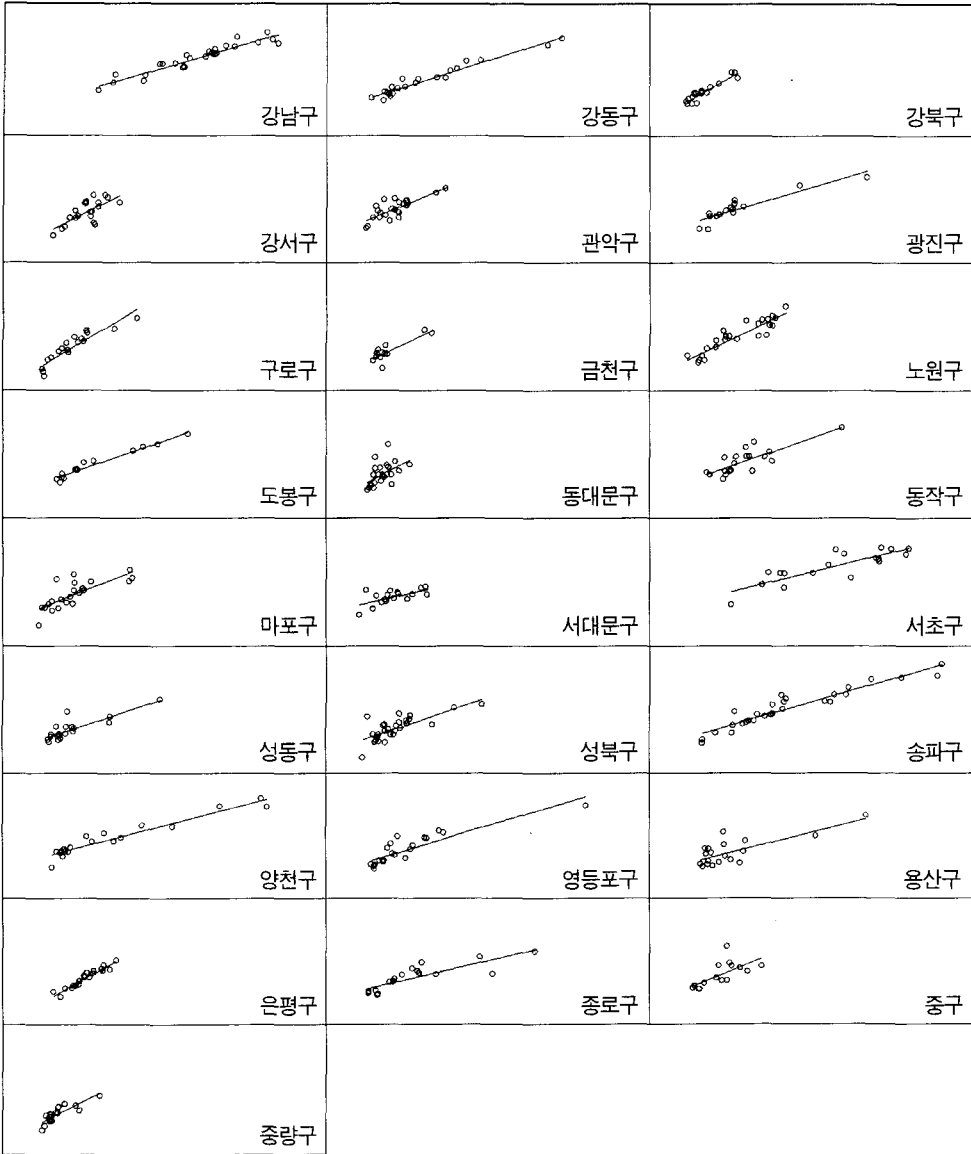 강남구
강동구
강북구
강서구
관악구
광진구
구로구
금천구
노원구
도봉구
동대문구
동작구
마포구
서대문구
서초구
성동구
성북구
송파구
양천구
영등포구
용산구
은평구
종로구
중구
중랑구